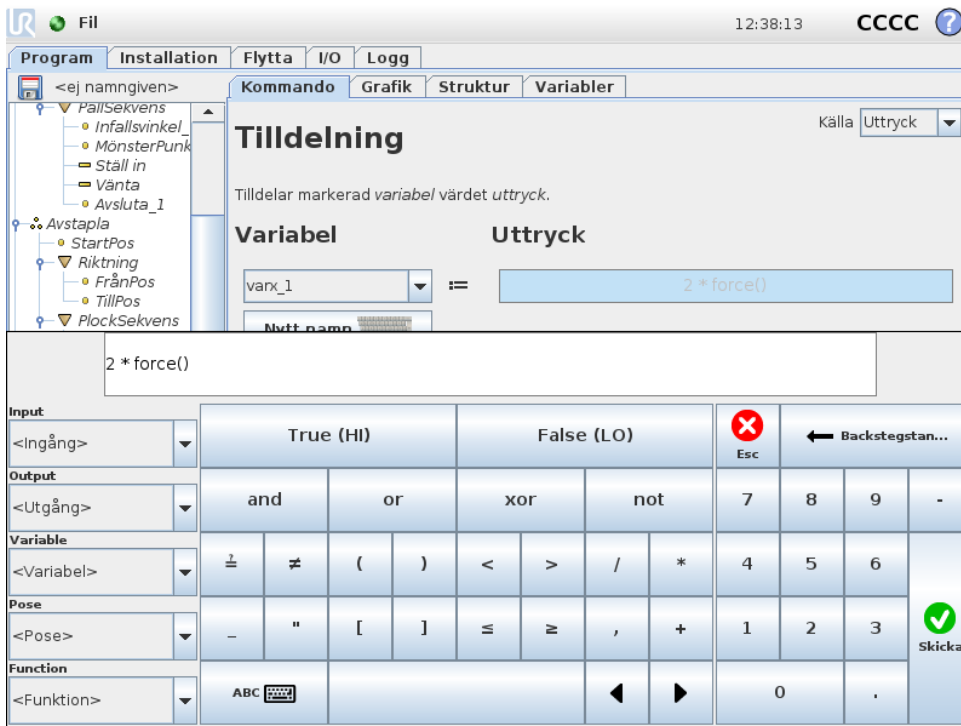 UR Fil 12:38:13 CCCC ?
Program Installation Flytta I/O Logg
<ej namngiven>
Kommando Grafik Struktur Variabler
PallSekvens
Infallsvinkel_
MönsterPunk
Ställ in
Vänta
Avsluta_1
Avstapla
StartPos
Riktning
FrånPos
TillPos
PlockSekvens
Källa Uttryck
Tilldelning
Tilldelar markerad variabel värdet uttryck.
Variabel Uttryck
varx_1 := 2 * force()
Nytt namn
2 * force()
Input
<Ingång>
Output
<Utgång>
Variable
<Variabel>
Pose
<Pose>
Function
<Funktion>
True (HI) False (LO) Esc Backstegstan...
and or xor not 7 8 9 -
≟ ≠ ( ) < > / * 4 5 6
_ " [ ] ≤ ≥ , + 1 2 3 Skicka
ABC 0 .